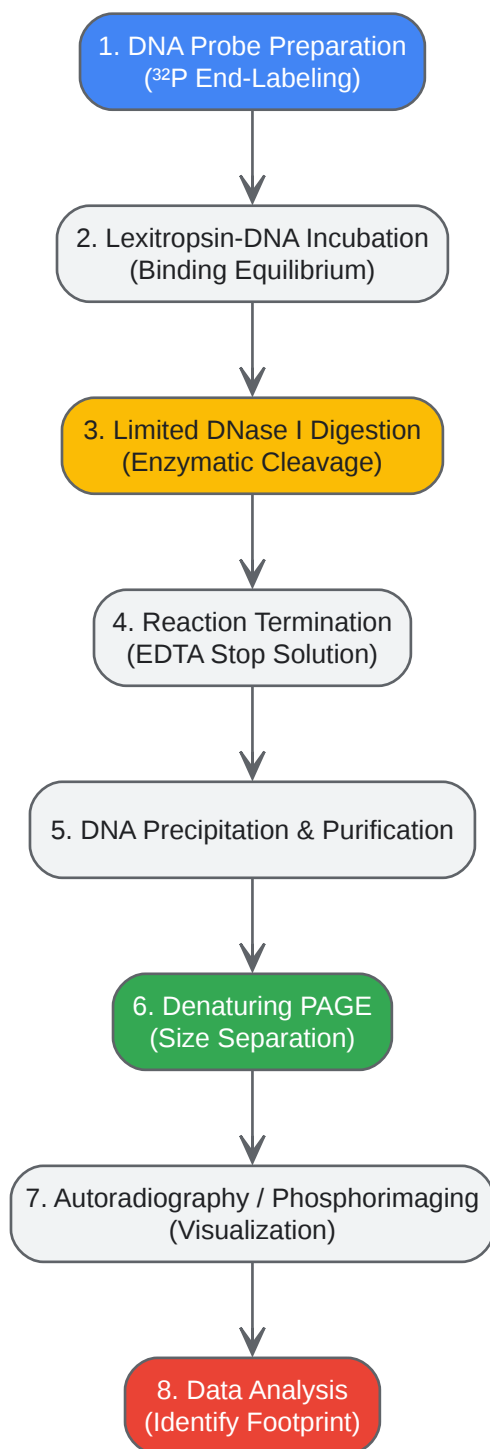 1. DNA Probe Preparation
(³²P End-Labeling)
2. Lexitropsin-DNA Incubation
(Binding Equilibrium)
3. Limited DNase I Digestion
(Enzymatic Cleavage)
4. Reaction Termination
(EDTA Stop Solution)
5. DNA Precipitation & Purification
6. Denaturing PAGE
(Size Separation)
7. Autoradiography / Phosphorimaging
(Visualization)
8. Data Analysis
(Identify Footprint)